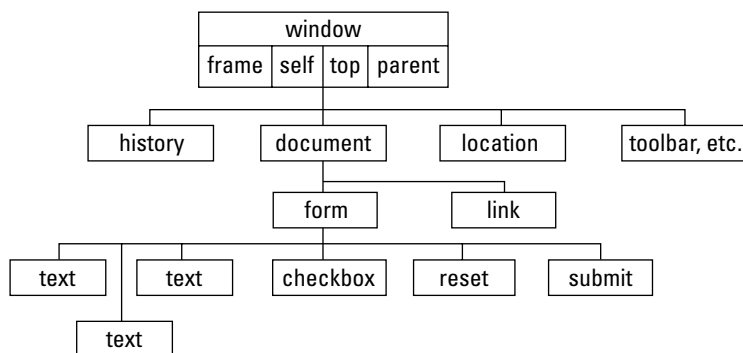 window
frame self top parent
history document location toolbar, etc.
form link
text text checkbox reset submit
text